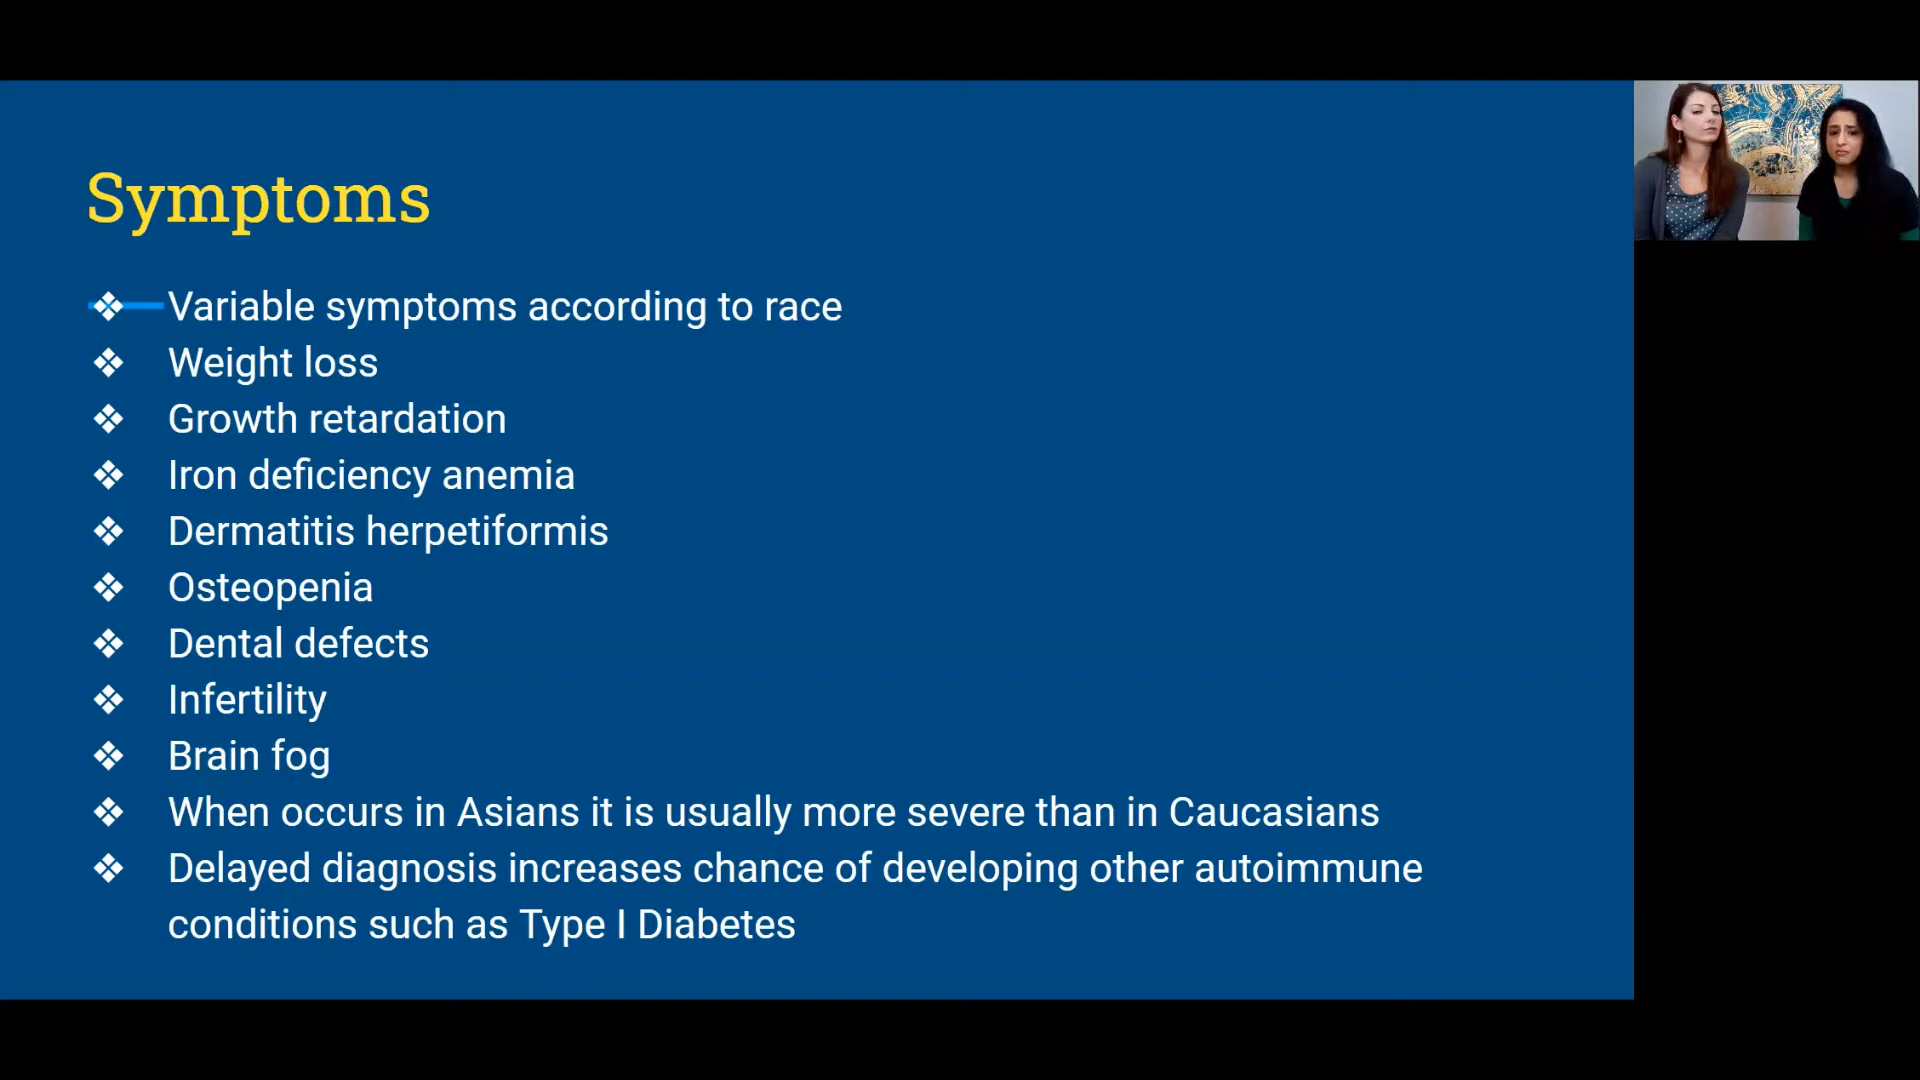 Symptoms
❖ Variable symptoms according to race
❖ Weight loss
❖ Growth retardation
❖ Iron deficiency anemia
❖ Dermatitis herpetiformis
❖ Osteopenia
❖ Dental defects
❖ Infertility
❖ Brain fog
❖ When occurs in Asians it is usually more severe than in Caucasians
❖ Delayed diagnosis increases chance of developing other autoimmune
conditions such as Type I Diabetes